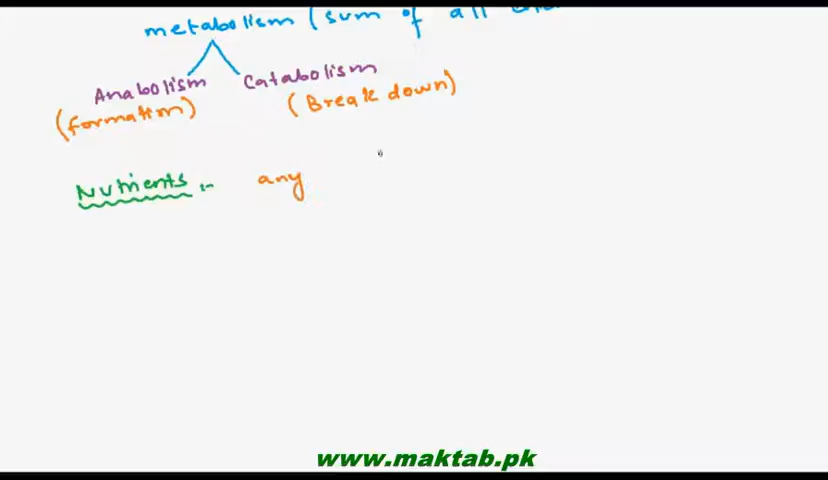 metabolism (sum of all
Anabolism Catabolism
(Formation) (Break down)
Nutrients :- any
www.maktab.pk